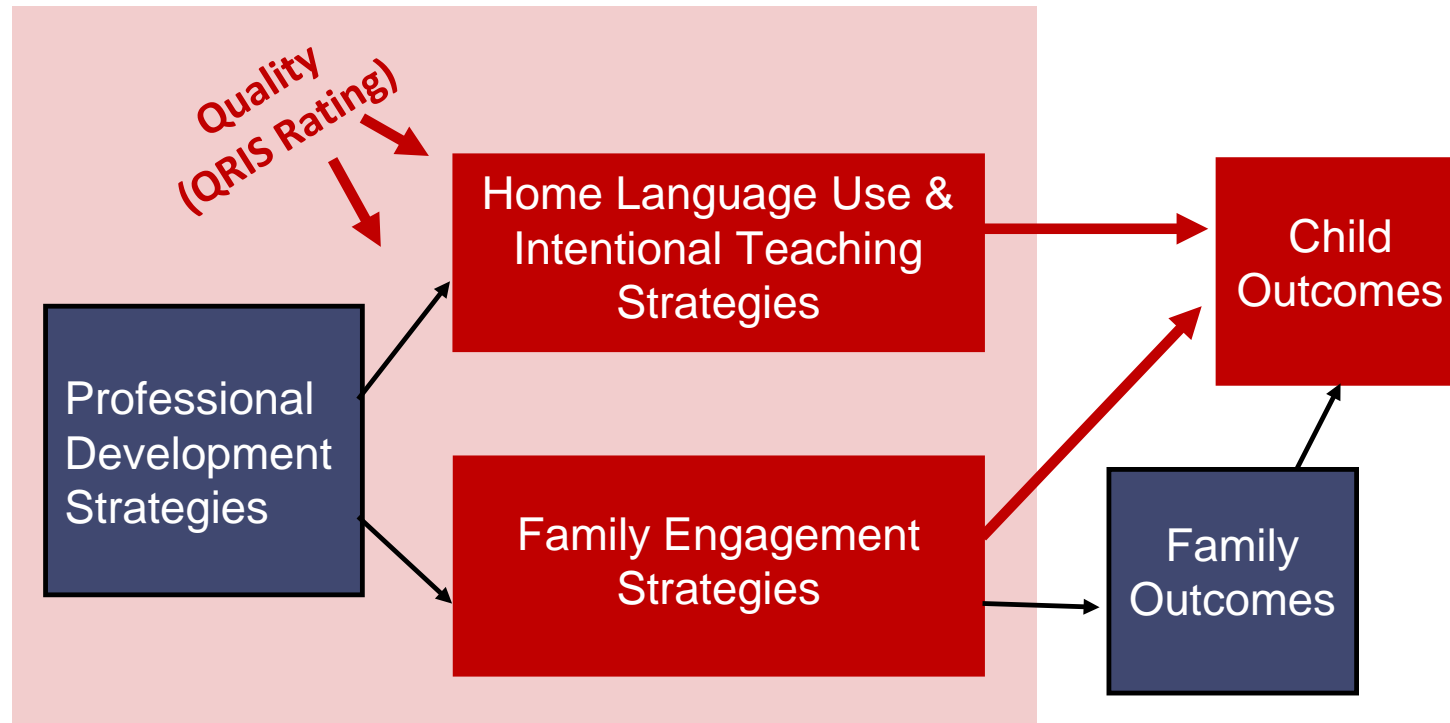 Quality
(QRIS Rating)
Home Language Use &
Intentional Teaching
Strategies
Child
Outcomes
Professional
Development
Strategies
Family Engagement
Strategies
Family
Outcomes